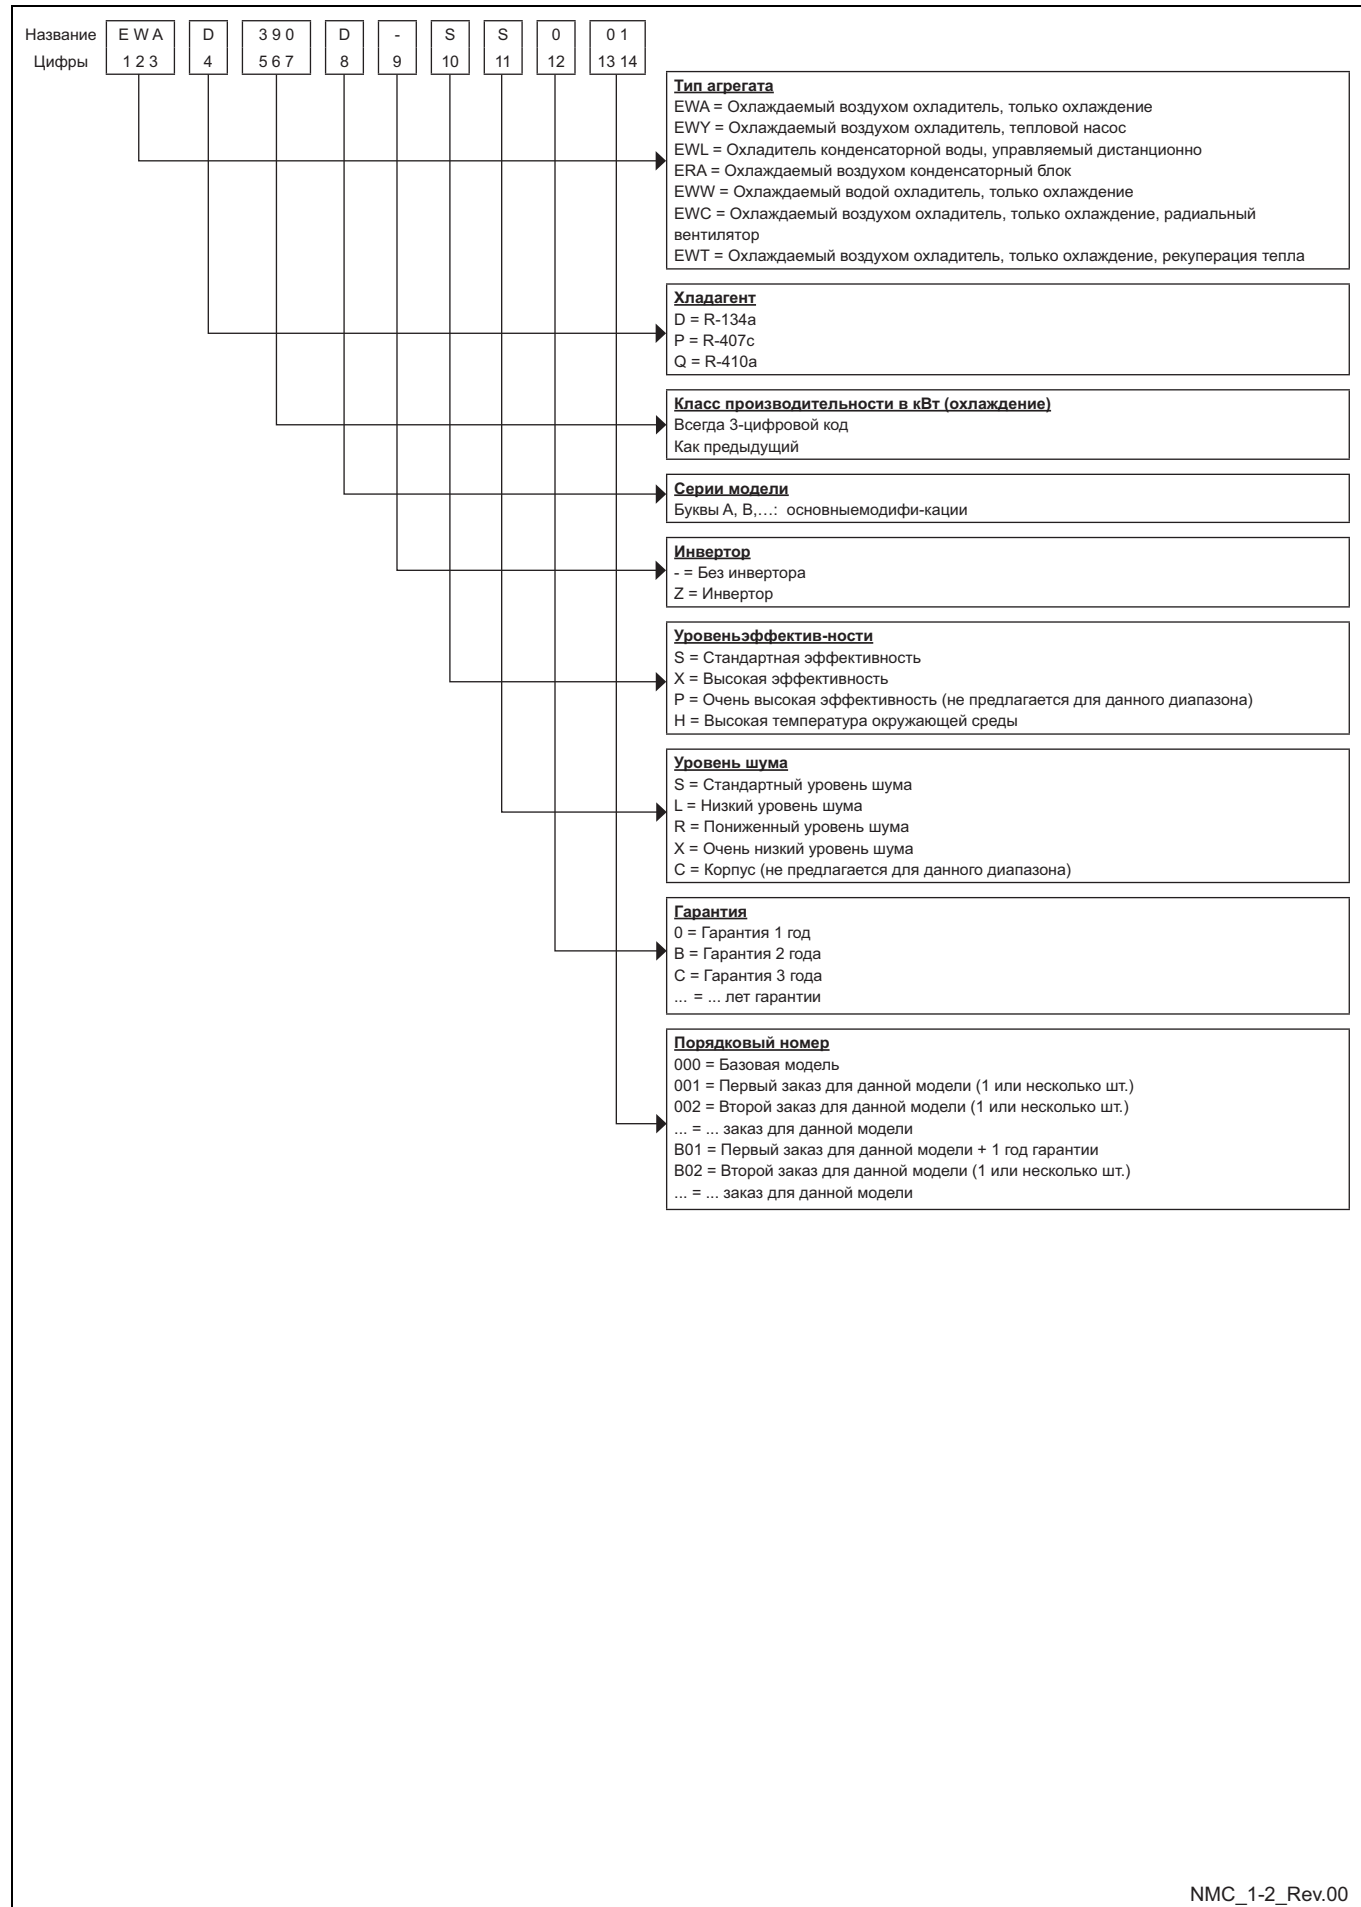 Название E W A D 3 9 0 D - S S 0 0 1
Цифры 1 2 3 4 5 6 7 8 9 10 11 12 13 14
Тип агрегата
EWA = Охлаждаемый воздухом охладитель, только охлаждение
EWY = Охлаждаемый воздухом охладитель, тепловой насос
EWL = Охладитель конденсаторной воды, управляемый дистанционно
ERA = Охлаждаемый воздухом конденсаторный блок
EWW = Охлаждаемый водой охладитель, только охлаждение
EWC = Охлаждаемый воздухом охладитель, только охлаждение, радиальный
вентилятор
EWT = Охлаждаемый воздухом охладитель, только охлаждение, рекуперация тепла
Хладагент
D = R-134a
P = R-407c
Q = R-410a
Класс производительности в кВт (охлаждение)
Всегда 3-цифровой код
Как предыдущий
Серии модели
Буквы A, B,…: основныемодифи-кации
Инвертор
- = Без инвертора
Z = Инвертор
Уровеньэффектив-ности
S = Стандартная эффективность
X = Высокая эффективность
P = Очень высокая эффективность (не предлагается для данного диапазона)
H = Высокая температура окружающей среды
Уровень шума
S = Стандартный уровень шума
L = Низкий уровень шума
R = Пониженный уровень шума
X = Очень низкий уровень шума
C = Корпус (не предлагается для данного диапазона)
Гарантия
0 = Гарантия 1 год
B = Гарантия 2 года
C = Гарантия 3 года
... = ... лет гарантии
Порядковый номер
000 = Базовая модель
001 = Первый заказ для данной модели (1 или несколько шт.)
002 = Второй заказ для данной модели (1 или несколько шт.)
... = ... заказ для данной модели
B01 = Первый заказ для данной модели + 1 год гарантии
B02 = Второй заказ для данной модели (1 или несколько шт.)
... = ... заказ для данной модели
NMC_1-2_Rev.00